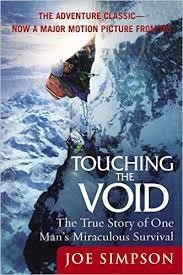 THE ADVENTURE CLASSIC—
NOW A MAJOR MOTION PICTURE FROM IFC
TOUCHING
THE
VOID
The True Story of One
Man's Miraculous Survival
JOE SIMPSON